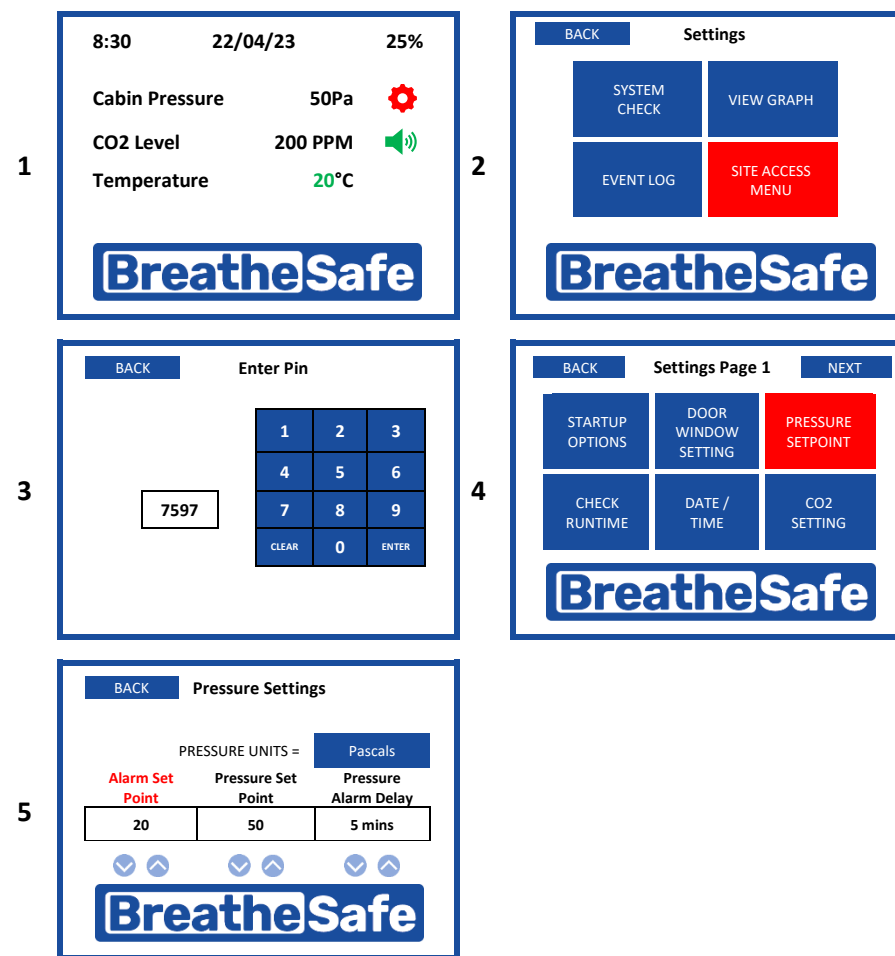 1
8:30 22/04/23 25%
Cabin Pressure 50Pa
CO2 Level 200 PPM
Temperature 20°C
BreatheSafe
2
BACK Settings
SYSTEM
CHECK
VIEW GRAPH
EVENT LOG
SITE ACCESS
MENU
BreatheSafe
3
BACK Enter Pin
1 2 3
4 5 6
7597
7 8 9
CLEAR 0 ENTER
4
BACK Settings Page 1 NEXT
STARTUP
OPTIONS
DOOR
WINDOW
SETTING
PRESSURE
SETPOINT
CHECK
RUNTIME
DATE /
TIME
CO2
SETTING
BreatheSafe
5
BACK Pressure Settings
PRESSURE UNITS = Pascals
Alarm Set
Point
Pressure Set
Point
Pressure
Alarm Delay
20 50 5 mins
BreatheSafe